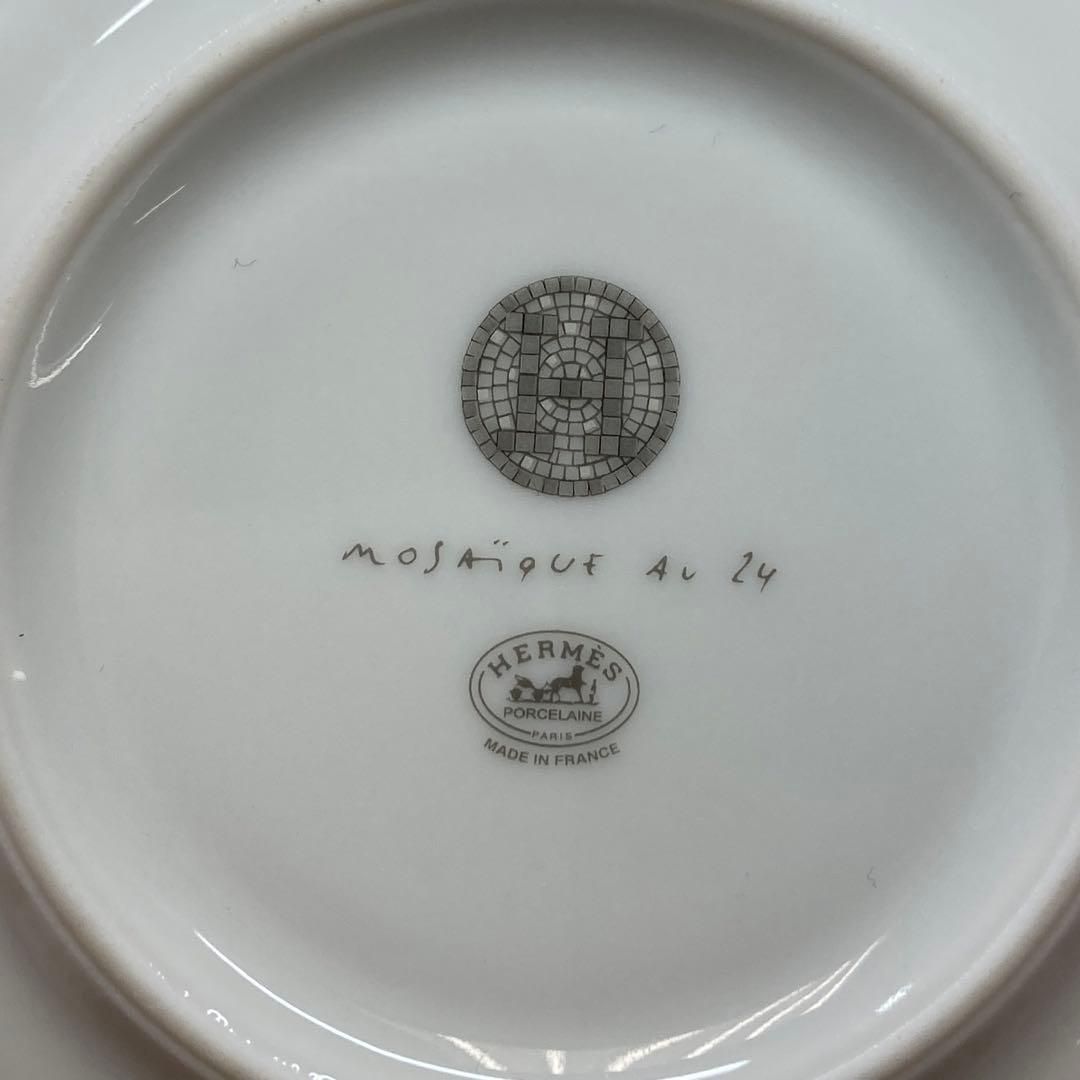 H
MOSAÏQUE AU 24
HERMÈS
PORCELAINE
PARIS
MADE IN FRANCE